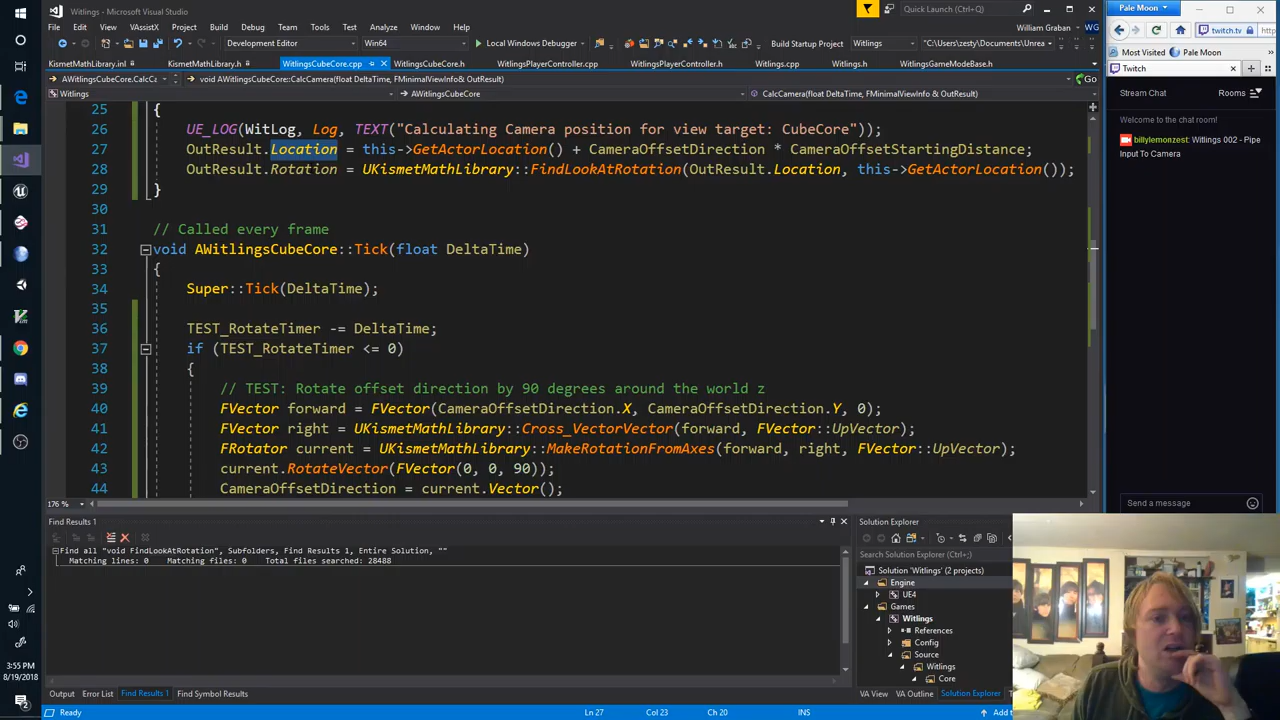 Witlings - Microsoft Visual Studio
Quick Launch (Ctrl+Q)
Pale Moon
File Edit View VAssistX Project Build Debug Team Tools Test Analyze Window Help
William Graban
twitch.tv
Development Editor Win64 Local Windows Debugger Build Startup Project Witlings "C:\Users\zesty\Documents\Unrea
Most Visited Pale Moon
KismetMathLibrary.inl KismetMathLibrary.h WitlingsCubeCore.cpp WitlingsCubeCore.h WitlingsPlayerController.cpp WitlingsPlayerController.h Witlings.cpp Witlings.h WitlingsGameModeBase.h
Twitch
AWitlingsCubeCore.CalcCa void AWitlingsCubeCore::CalcCamera(float DeltaTime, FMinimalViewInfo& OutResult) Go
Witlings AWitlingsCubeCore CalcCamera(float DeltaTime, FMinimalViewInfo & OutResult)
Stream Chat Rooms
25 {
26 UE_LOG(WitLog, Log, TEXT("Calculating Camera position for view target: CubeCore"));
27 OutResult.Location = this->GetActorLocation() + CameraOffsetDirection * CameraOffsetStartingDistance;
28 OutResult.Rotation = UKismetMathLibrary::FindLookAtRotation(OutResult.Location, this->GetActorLocation());
29 }
30
31 // Called every frame
32 void AWitlingsCubeCore::Tick(float DeltaTime)
33 {
34 Super::Tick(DeltaTime);
35
36 TEST_RotateTimer -= DeltaTime;
37 if (TEST_RotateTimer <= 0)
38 {
39 // TEST: Rotate offset direction by 90 degrees around the world z
40 FVector forward = FVector(CameraOffsetDirection.X, CameraOffsetDirection.Y, 0);
41 FVector right = UKismetMathLibrary::Cross_VectorVector(forward, FVector::UpVector);
42 FRotator current = UKismetMathLibrary::MakeRotationFromAxes(forward, right, FVector::UpVector);
43 current.RotateVector(FVector(0, 0, 90));
44 CameraOffsetDirection = current.Vector();
Welcome to the chat room!
billylemonzest: Witlings 002 - Pipe
Input To Camera
Send a message
176 %
Find Results 1
Find all "void FindLookAtRotation", Subfolders, Find Results 1, Entire Solution, ""
Matching lines: 0 Matching files: 0 Total files searched: 28488
Solution Explorer
Search Solution Explorer (Ctrl+;)
Solution 'Witlings' (2 projects)
Engine
UE4
Games
Witlings
References
Config
Source
Witlings
Core
Output Error List Find Results 1 Find Symbol Results
VA View VA Outline Solution Explorer
Ready Ln 27 Col 23 Ch 20 INS Add t
3:55 PM
8/19/2018